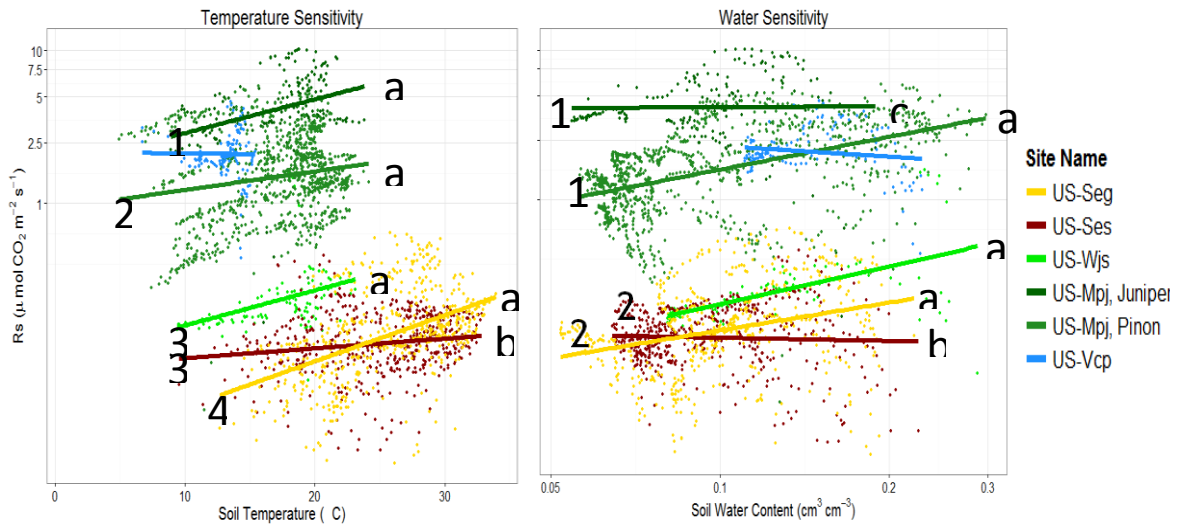 Temperature Sensitivity
Water Sensitivity
Rs (μ mol CO₂ m⁻² s⁻¹)
10
7.5
5
2.5
1
1
a
2
a
3
a
3
b
4
a
1
c
1
a
2
a
2
a
b
0
10
20
30
Soil Temperature ( C)
0.05
0.1
0.2
0.3
Soil Water Content (cm³ cm⁻³)
Site Name
US-Seg
US-Ses
US-Wjs
US-Mpj, Juniper
US-Mpj, Pinon
US-Vcp